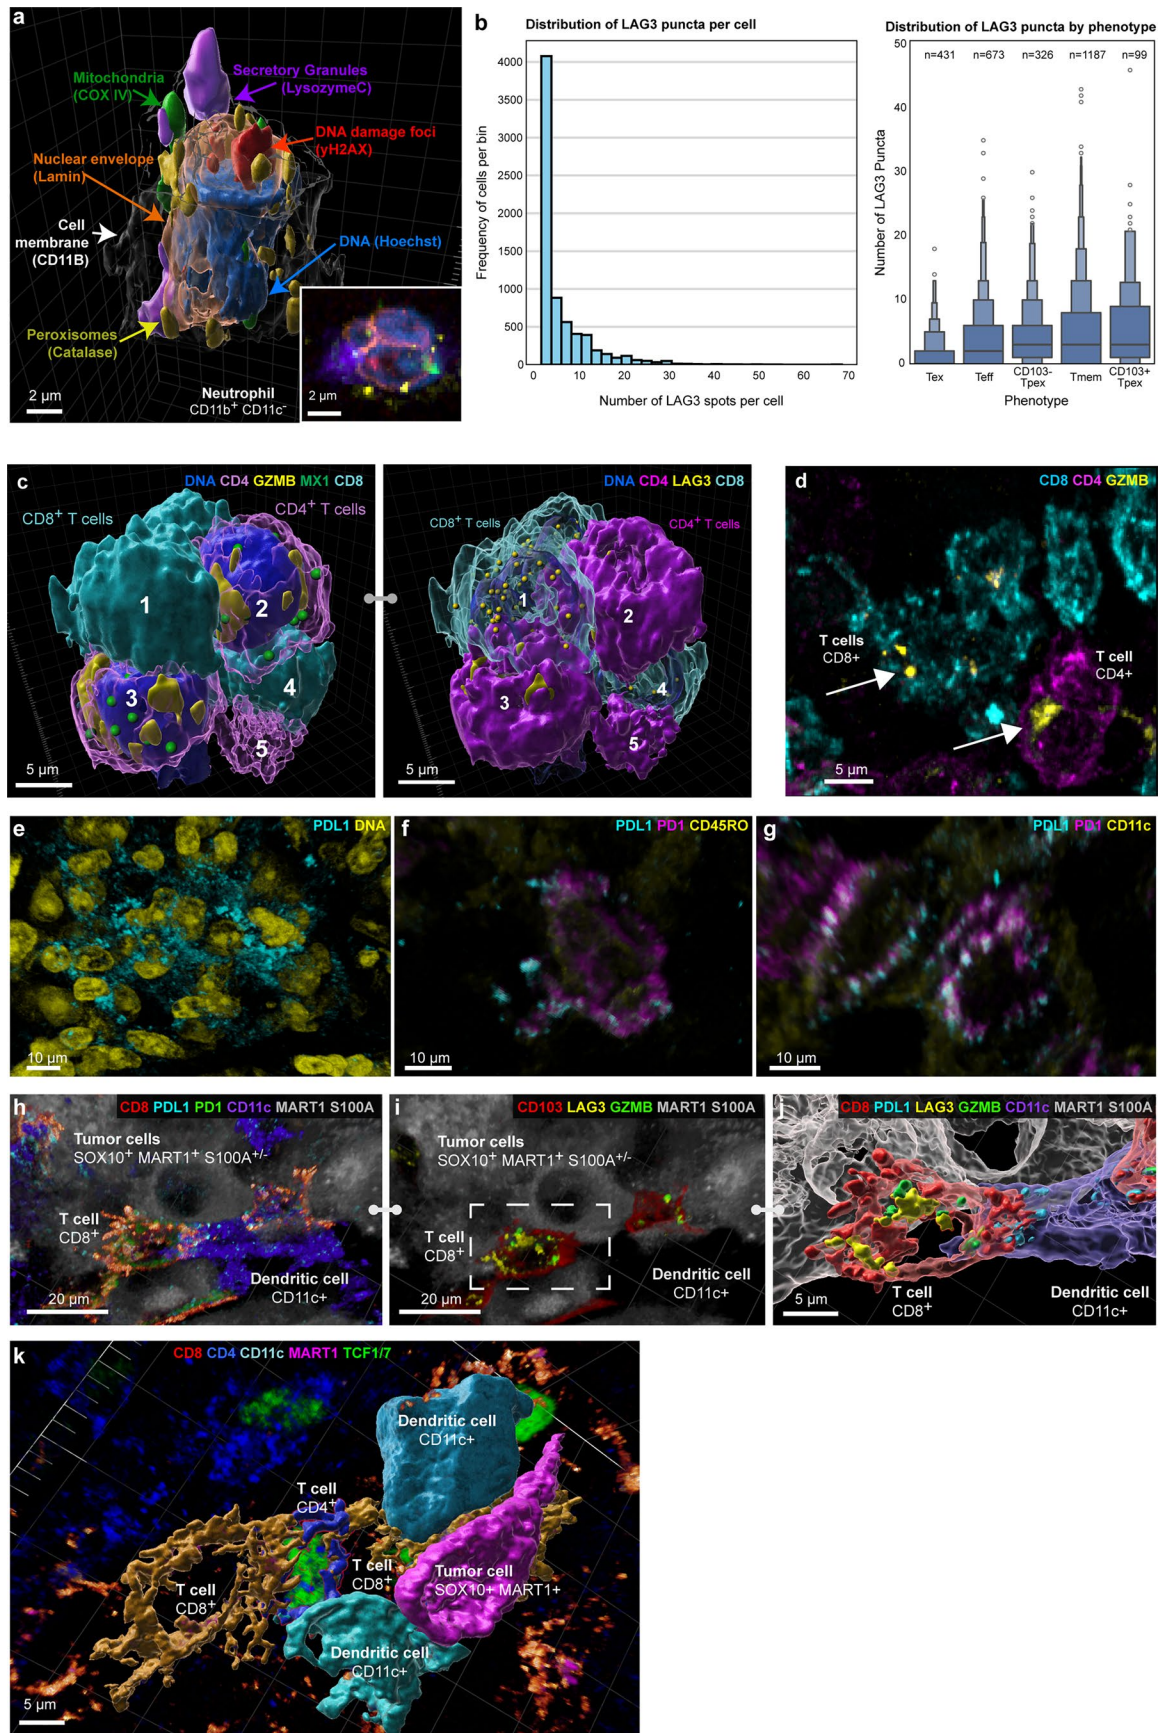 a
Mitochondria
(COX IV)
Secretory Granules
(LysozymeC)
DNA damage foci
(yH2AX)
Nuclear envelope
(Lamin)
Cell
membrane
(CD11B)
DNA (Hoechst)
Peroxisomes
(Catalase)
2 µm
Neutrophil
CD11b+ CD11c-
2 µm
b
Distribution of LAG3 puncta per cell
Frequency of cells per bin
4000
3500
3000
2500
2000
1500
1000
500
0
0 10 20 30 40 50 60 70
Number of LAG3 spots per cell
Distribution of LAG3 puncta by phenotype
Number of LAG3 Puncta
50
40
30
20
10
0
n=431 n=673 n=326 n=1187 n=99
Tex Teff CD103- Tmem CD103+
Tpex Tpex
Phenotype
c
DNA CD4 GZMB MX1 CD8
CD8+ T cells
CD4+ T cells
1
2
3
4
5
5 µm
DNA CD4 LAG3 CD8
CD8+ T cells
CD4+ T cells
1
2
3
4
5
5 µm
d
CD8 CD4 GZMB
T cells
CD8+
T cell
CD4+
5 µm
e
PDL1 DNA
10 µm
f
PDL1 PD1 CD45RO
10 µm
g
PDL1 PD1 CD11c
10 µm
h
CD8 PDL1 PD1 CD11c MART1 S100A
Tumor cells
SOX10+ MART1+ S100A+/-
T cell
CD8+
Dendritic cell
CD11c+
20 µm
i
CD103 LAG3 GZMB MART1 S100A
Tumor cells
SOX10+ MART1+ S100A+/-
T cell
CD8+
Dendritic cell
CD11c+
20 µm
j
CD8 PDL1 LAG3 GZMB CD11c MART1 S100A
T cell
CD8+
Dendritic cell
CD11c+
5 µm
k
CD8 CD4 CD11c MART1 TCF1/7
Dendritic cell
CD11c+
T cell
CD4+
T cell
CD8+
T cell
CD8+
Tumor cell
SOX10+ MART1+
Dendritic cell
CD11c+
5 µm